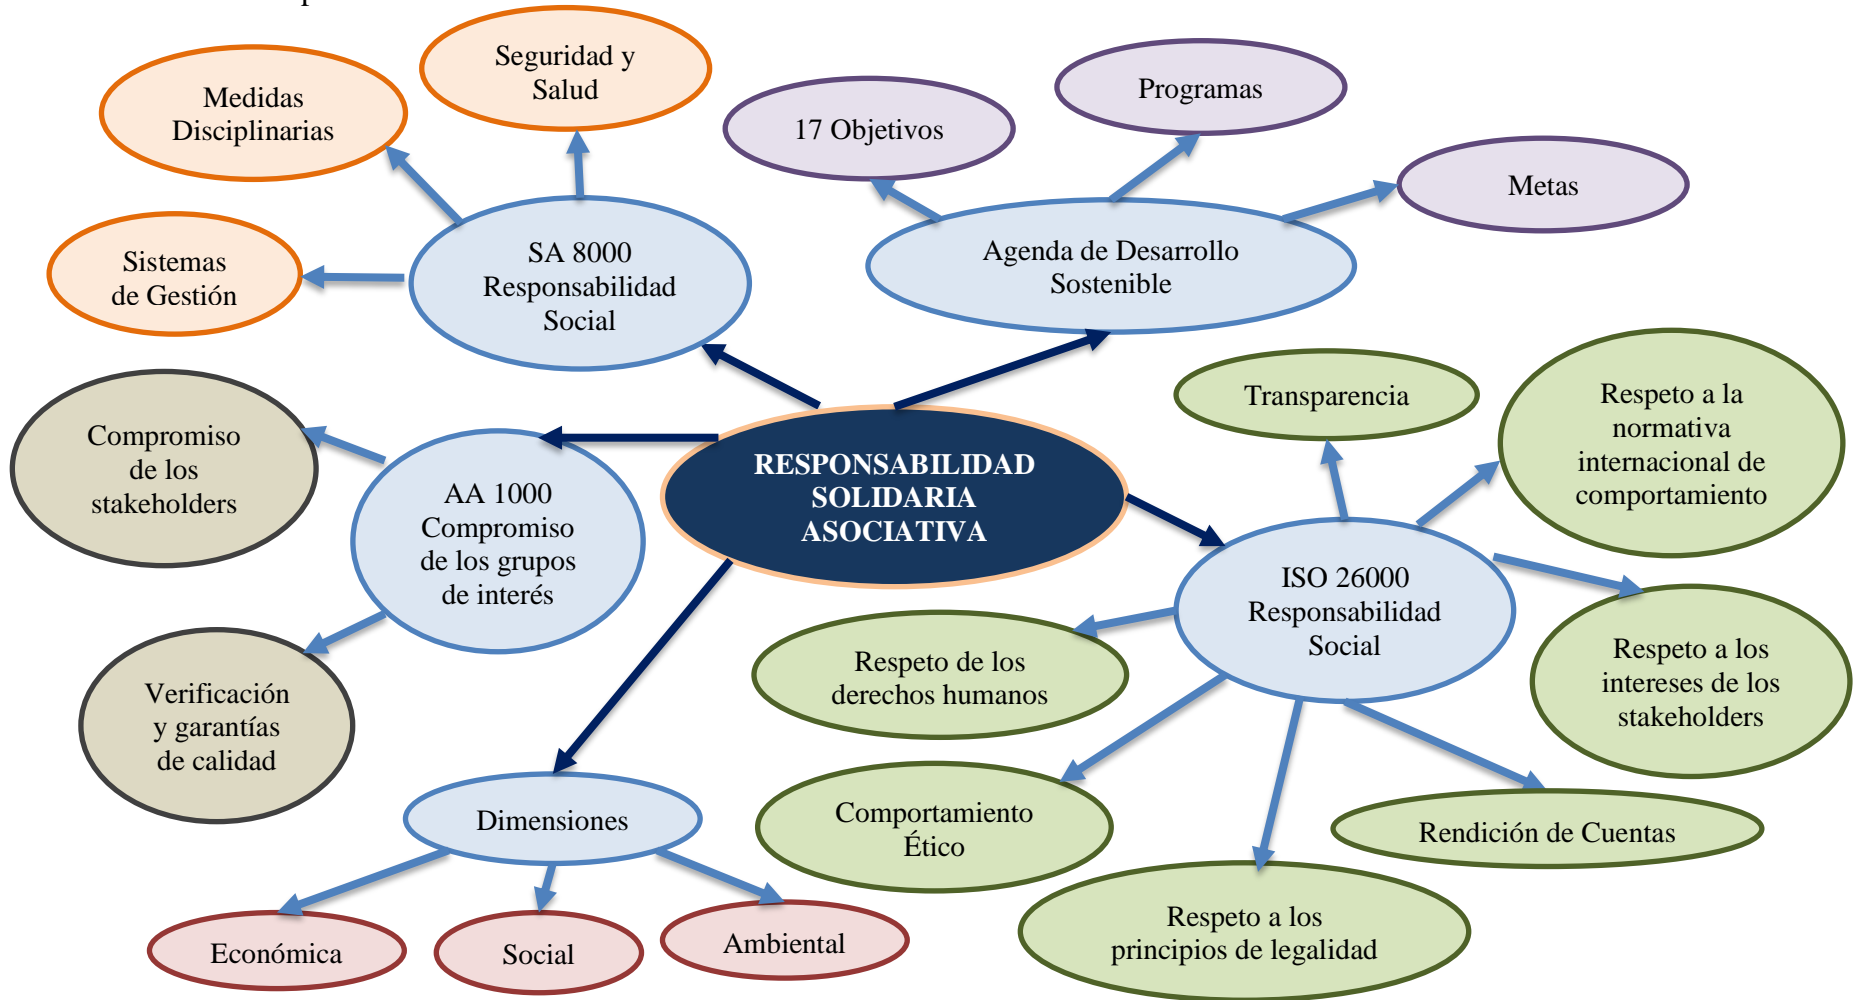 Seguridad y
Salud
Medidas
Disciplinarias
Sistemas
de Gestión
SA 8000
Responsabilidad
Social
17 Objetivos
Programas
Metas
Agenda de Desarrollo
Sostenible
Compromiso
de los
stakeholders
AA 1000
Compromiso
de los grupos
de interés
Verificación
y garantías
de calidad
RESPONSABILIDAD
SOLIDARIA
ASOCIATIVA
Transparencia
Respeto a la
normativa
internacional de
comportamiento
ISO 26000
Responsabilidad
Social
Respeto a los
intereses de los
stakeholders
Respeto de los
derechos humanos
Comportamiento
Ético
Rendición de Cuentas
Respeto a los
principios de legalidad
Dimensiones
Económica
Social
Ambiental